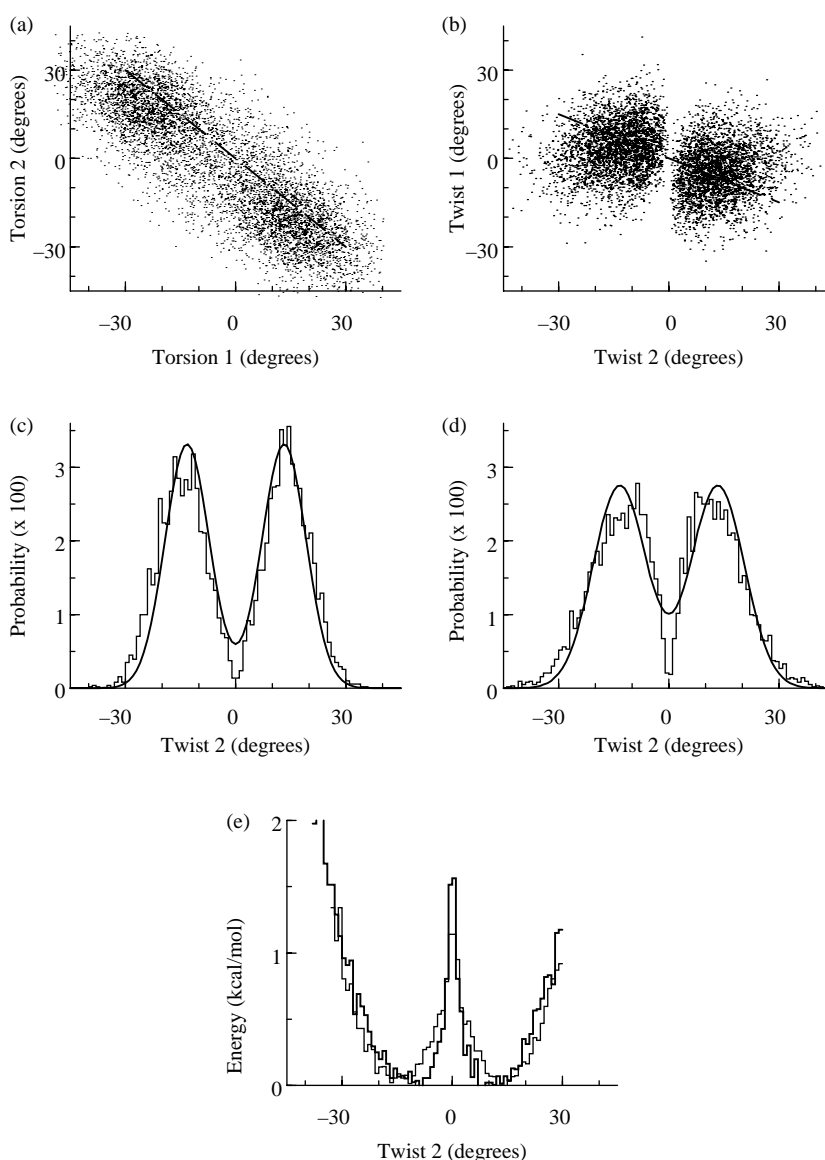 (a)
Torsion 2 (degrees)
30
0
–30
–30 0 30
Torsion 1 (degrees)
(b)
Twist 1 (degrees)
30
0
–30
–30 0 30
Twist 2 (degrees)
(c)
Probability (x 100)
3
2
1
0
–30 0 30
Twist 2 (degrees)
(d)
Probability (x 100)
3
2
1
0
–30 0 30
Twist 2 (degrees)
(e)
Energy (kcal/mol)
2
1
0
–30 0 30
Twist 2 (degrees)